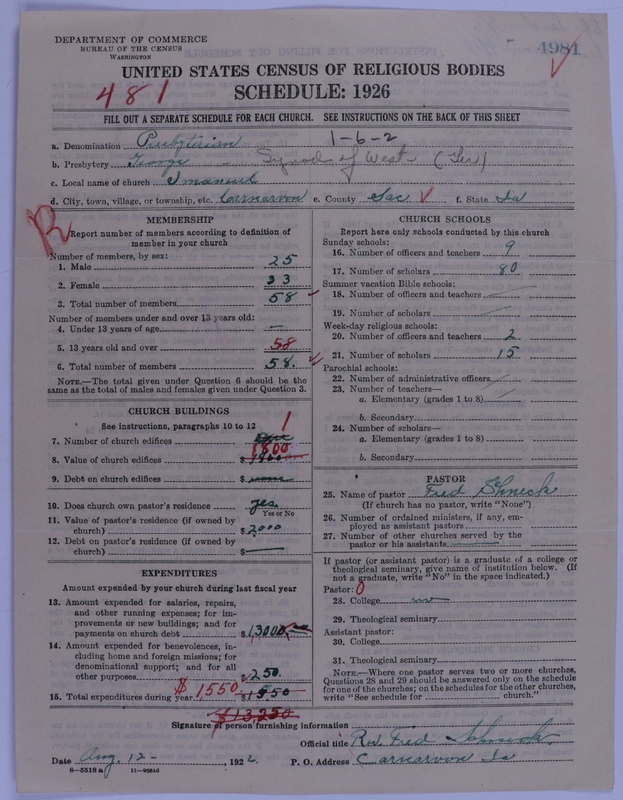 DEPARTMENT OF COMMERCE
BUREAU OF THE CENSUS
WASHINGTON
4981
UNITED STATES CENSUS OF RELIGIOUS BODIES
481
SCHEDULE: 1926
FILL OUT A SEPARATE SCHEDULE FOR EACH CHURCH. SEE INSTRUCTIONS ON THE BACK OF THIS SHEET
1-6-2
a. Denomination Presbyterian
b. Presbytery George - Synod of West (Ger)
c. Local name of church Imanuel
d. City, town, village, or township, etc. Carnarvon e. County Sac f. State Ia
R
MEMBERSHIP
Report number of members according to definition of
member in your church
Number of members, by sex:
1. Male 25
2. Female 33
3. Total number of members 58
Number of members under and over 13 years old:
4. Under 13 years of age —
5. 13 years old and over 58
6. Total number of members 58.
NOTE.—The total given under Question 6 should be the
same as the total of males and females given under Question 3.
CHURCH BUILDINGS
See instructions, paragraphs 10 to 12
7. Number of church edifices 1
1800
8. Value of church edifices $
9. Debt on church edifices $
10. Does church own pastor's residence yes
Yes or No
11. Value of pastor's residence (if owned by
church) $2000
12. Debt on pastor's residence (if owned by
church) $ —
EXPENDITURES
Amount expended by your church during last fiscal year
13. Amount expended for salaries, repairs,
and other running expenses; for im-
provements or new buildings; and for
payments on church debt $1300
14. Amount expended for benevolences, in-
cluding home and foreign missions; for
denominational support; and for all
other purposes $250.
$1550
15. Total expenditures during year $1550
$13,250
CHURCH SCHOOLS
Report here only schools conducted by this church
Sunday schools:
16. Number of officers and teachers 9
17. Number of scholars 80
Summer vacation Bible schools:
18. Number of officers and teachers
19. Number of scholars
Week-day religious schools:
20. Number of officers and teachers 2
21. Number of scholars 15
Parochial schools:
22. Number of administrative officers
23. Number of teachers—
a. Elementary (grades 1 to 8)
b. Secondary
24. Number of scholars—
a. Elementary (grades 1 to 8)
b. Secondary
PASTOR
25. Name of pastor Fred Schneck
(If church has no pastor, write "None")
26. Number of ordained ministers, if any, em-
ployed as assistant pastors
27. Number of other churches served by the
pastor or his assistants
If pastor (or assistant pastor) is a graduate of a college or
theological seminary, give name of institution below. (If
not a graduate, write "No" in the space indicated.)
Pastor: 0
28. College no
29. Theological seminary
Assistant pastor:
30. College
31. Theological seminary
NOTE.—Where one pastor serves two or more churches,
Questions 28 and 29 should be answered only on the schedule
for one of the churches; on the schedules for the other churches,
write "See schedule for church."
Signature of person furnishing information
Official title Rev. Fred Schneck
Date Aug. 12-, 1922. P. O. Address Carnarvon Ia
8—5518 a